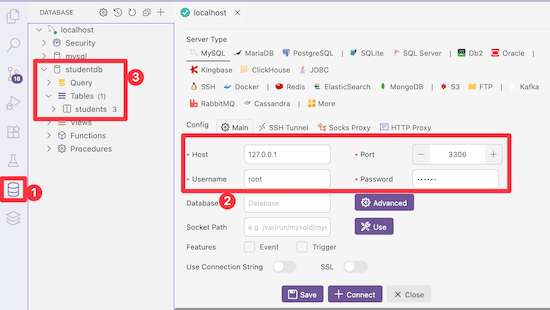 DATABASE
localhost
Security
mysql
studentdb
Query
Tables (1)
students 3
Views
Functions
Procedures
18
1
3
localhost
Server Type
MySQL MariaDB PostgreSQL SQLite SQL Server Db2 Oracle
Kingbase ClickHouse JDBC
SSH Docker Redis ElasticSearch MongoDB S3 FTP Kafka
RabbitMQ Cassandra More
Config Main SSH Tunnel Socks Proxy HTTP Proxy
* Host 127.0.0.1 * Port 3306
* Username root * Password ••••••
2
Database Database Advanced
Socket Path e.g. /var/run/mysqld/my Use
Features Event Trigger
Use Connection String SSL
Save Connect Close